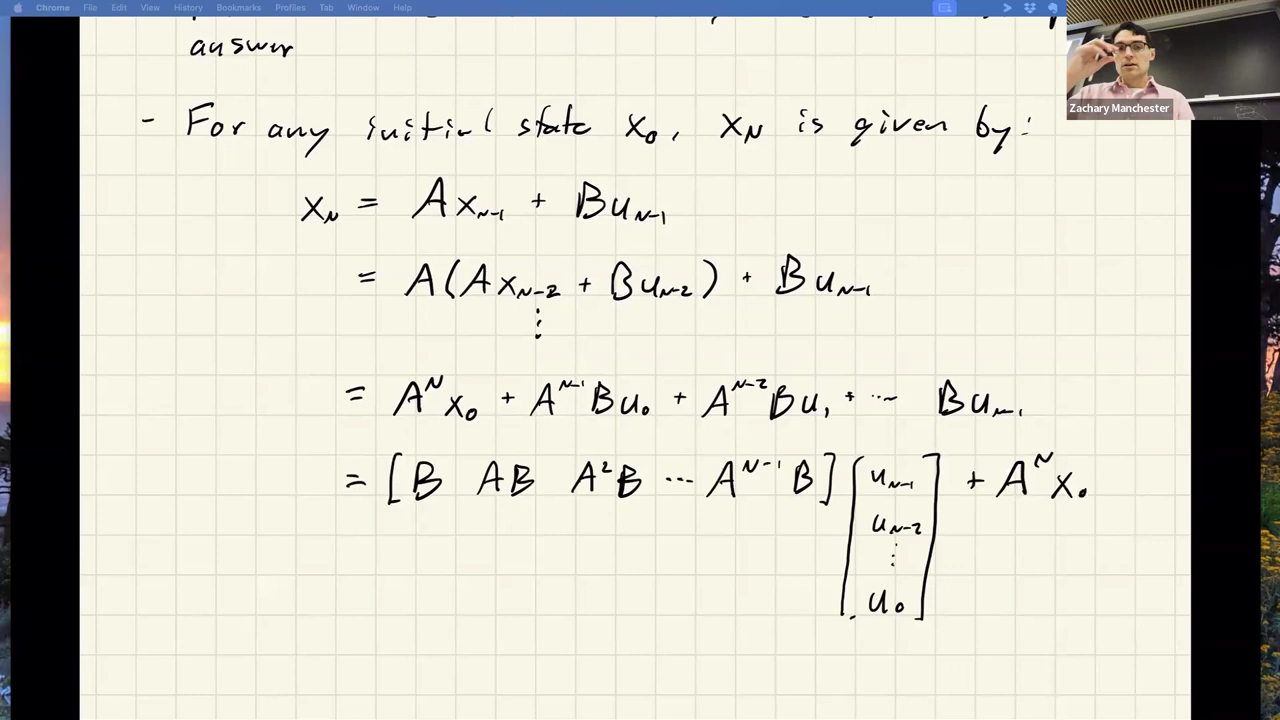 Chrome File Edit View History Bookmarks Profiles Tab Window Help
answer
Zachary Manchester
- For any initial state x₀, x_N is given by:
x_N = Ax_{N-1} + Bu_{N-1}
= A(Ax_{N-2} + Bu_{N-2}) + Bu_{N-1}
⋮
= A^N x₀ + A^{N-1}Bu₀ + A^{N-2}Bu₁ + ⋯ Bu_{N-1}
= [B AB A²B ⋯ A^{N-1}B] [u_{N-1} u_{N-2} ⋮ u₀] + A^N x₀